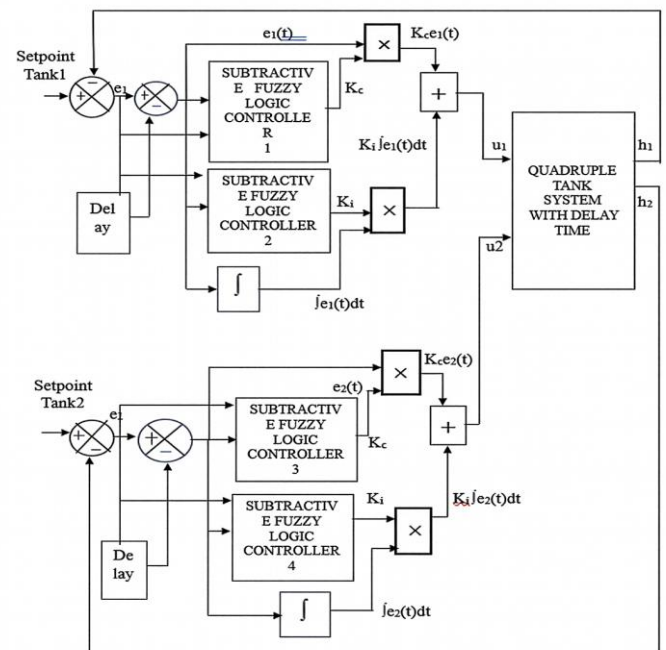 e1(t)
Kce1(t)
Setpoint
Tank1
e1
+
−
+
−
×
SUBTRACTIV
E FUZZY
LOGIC
CONTROLLE
R
1
Kc
+
Ki∫e1(t)dt
u1
h1
QUADRUPLE
TANK
SYSTEM
WITH DELAY
TIME
h2
u2
Del
ay
SUBTRACTIV
E FUZZY
LOGIC
CONTROLLER
2
Ki
×
∫
∫e1(t)dt
Setpoint
Tank2
e2
+
−
+
−
×
Kce2(t)
e2(t)
SUBTRACTIV
E FUZZY
LOGIC
CONTROLLER
3
Kc
+
De
lay
SUBTRACTIV
E FUZZY
LOGIC
CONTROLLER
4
Ki
Ki∫e2(t)dt
×
∫
∫e2(t)dt